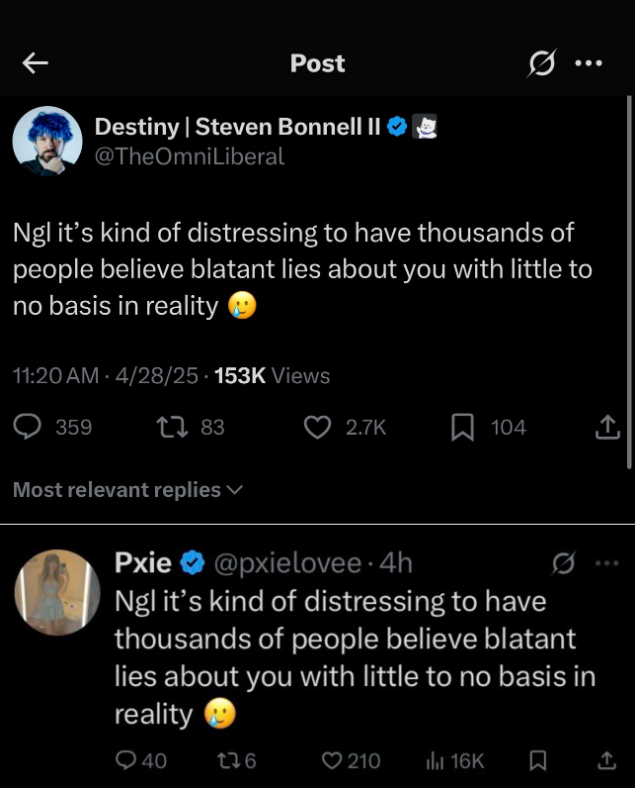 Post
Destiny | Steven Bonnell II
@TheOmniLiberal
Ngl it’s kind of distressing to have thousands of
people believe blatant lies about you with little to
no basis in reality 🥲
11:20 AM · 4/28/25 · 153K Views
359 83 2.7K 104
Most relevant replies
Pxie @pxielovee · 4h
Ngl it’s kind of distressing to have
thousands of people believe blatant
lies about you with little to no basis in
reality 🥲
40 6 210 16K